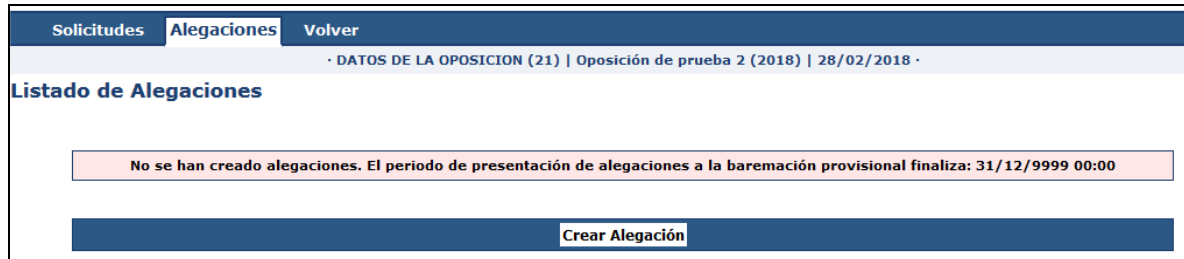 Solicitudes Alegaciones Volver
· DATOS DE LA OPOSICION (21) | Oposición de prueba 2 (2018) | 28/02/2018 ·
Listado de Alegaciones
No se han creado alegaciones. El periodo de presentación de alegaciones a la baremación provisional finaliza: 31/12/9999 00:00
Crear Alegación